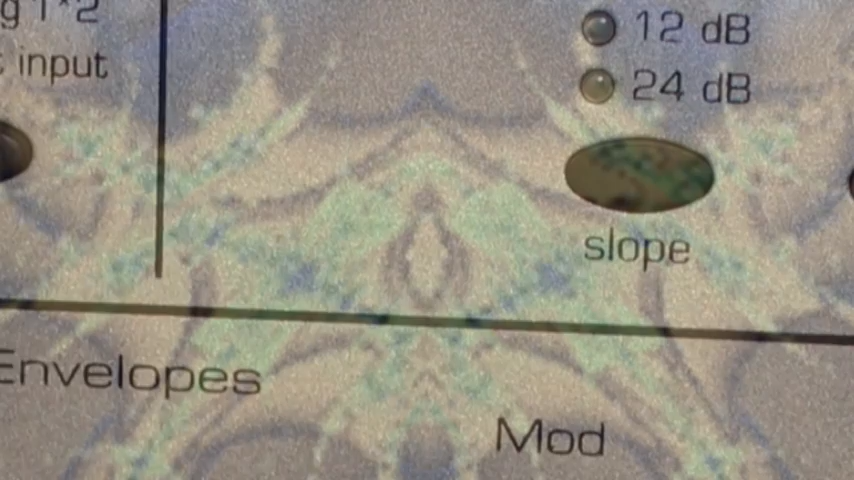 input
12 dB
24 dB
slope
Envelopes
Mod